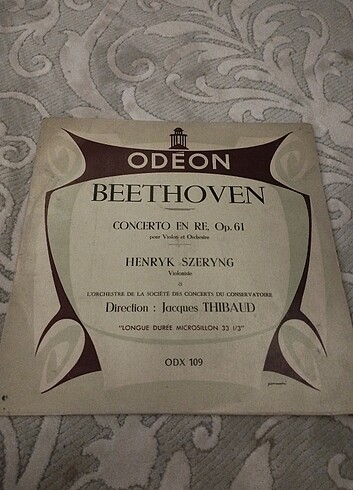 ODEON
BEETHOVEN
CONCERTO EN RE, Op. 61
pour Violon et Orchestre
HENRYK SZERYNG
Violoniste
&
L'ORCHESTRE DE LA SOCIÉTÉ DES CONCERTS DU CONSERVATOIRE
Direction : Jacques THIBAUD
"LONGUE DURÉE MICROSILLON 33 1/3"
ODX 109